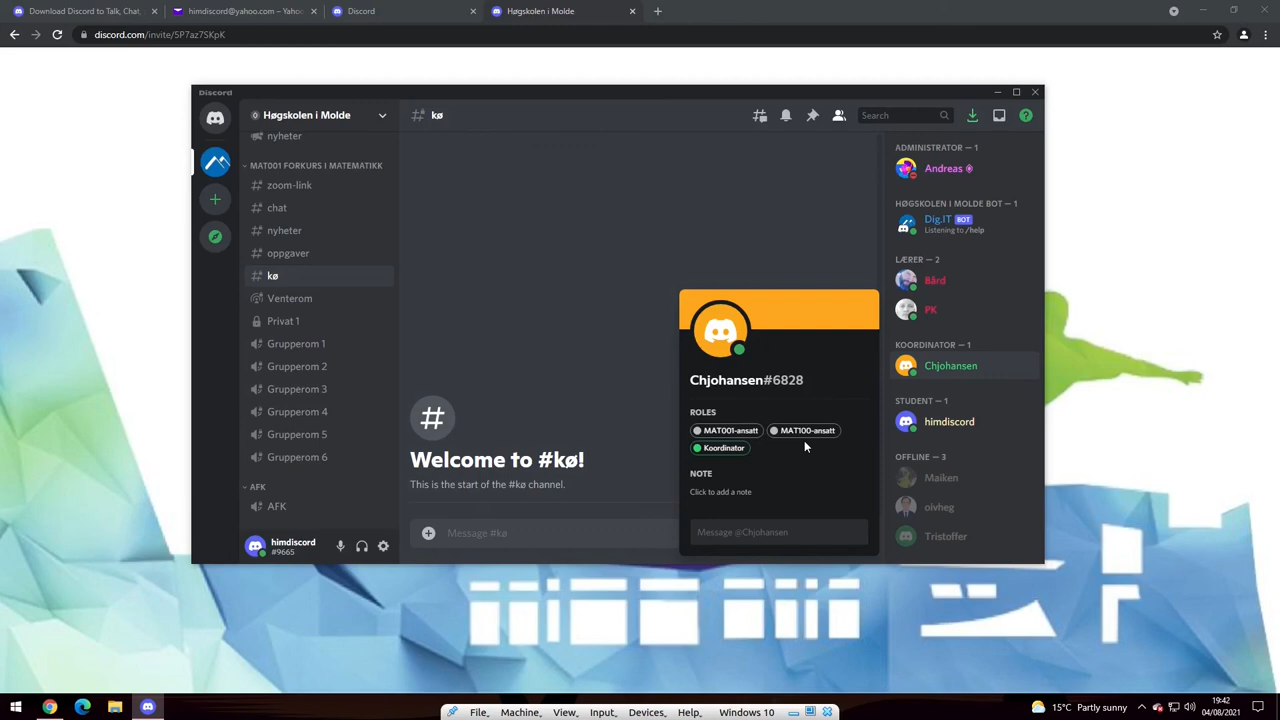 Download Discord to Talk, Chat,
himdiscord@yahoo.com – Yahoo
Discord
Høgskolen i Molde
discord.com/invite/5P7az7SKpK
Discord
Høgskolen i Molde
kø
Search
nyheter
MAT001 FORKURS I MATEMATIKK
zoom-link
chat
nyheter
oppgaver
kø
Venterom
Privat 1
Grupperom 1
Grupperom 2
Grupperom 3
Grupperom 4
Grupperom 5
Grupperom 6
AFK
AFK
himdiscord
#9665
Welcome to #kø!
This is the start of the #kø channel.
Message #kø
Chjohansen#6828
ROLES
MAT001-ansatt
MAT100-ansatt
Koordinator
NOTE
Click to add a note
Message @Chjohansen
ADMINISTRATOR — 1
Andreas
HØGSKOLEN I MOLDE BOT — 1
Dig.IT BOT
Listening to /help
LÆRER — 2
Bård
PK
KOORDINATOR — 1
Chjohansen
STUDENT — 1
himdiscord
OFFLINE — 3
Maiken
oivheg
Tristoffer
15°C Partly sunny
19:42
04/08/2021
File
Machine
View
Input
Devices
Help
Windows 10